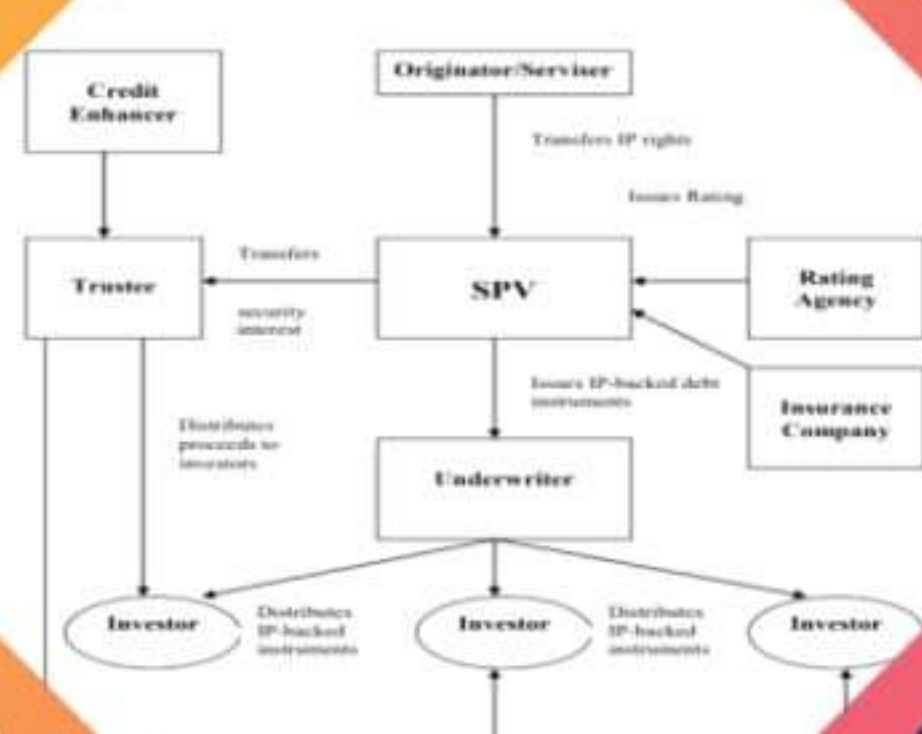 Credit
Enhancer
Originator/Serviser
Transfers IP rights
Issues Rating
Trustee
Transfers
security
interest
SPV
Rating
Agency
Issues IP-backed debt
instruments
Insurance
Company
Distributes
proceeds to
investors
Underwriter
Investor
Distributes
IP-backed
instruments
Investor
Distributes
IP-backed
instruments
Investor